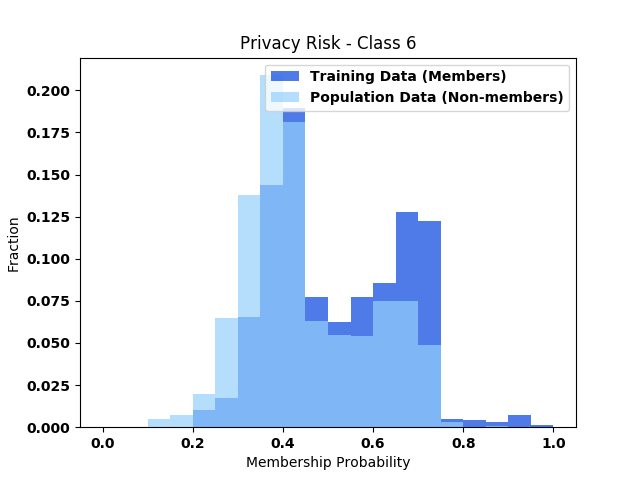 Privacy Risk - Class 6
Training Data (Members)
Population Data (Non-members)
0.200
0.175
0.150
0.125
0.100
0.075
0.050
0.025
0.000
Fraction
0.0 0.2 0.4 0.6 0.8 1.0
Membership Probability